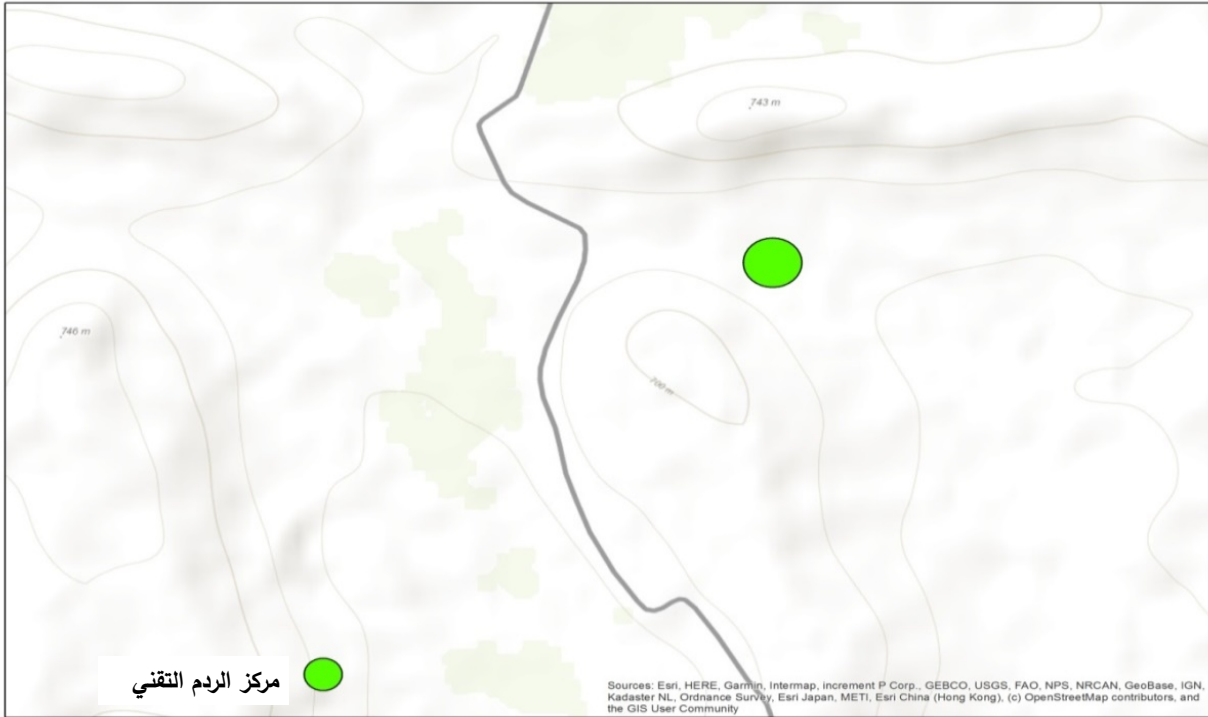 743 m
746 m
700 m
مركز الردم التقني
Sources: Esri, HERE, Garmin, Intermap, increment P Corp., GEBCO, USGS, FAO, NPS, NRCAN, GeoBase, IGN,
Kadaster NL, Ordnance Survey, Esri Japan, METI, Esri China (Hong Kong), (c) OpenStreetMap contributors, and
the GIS User Community